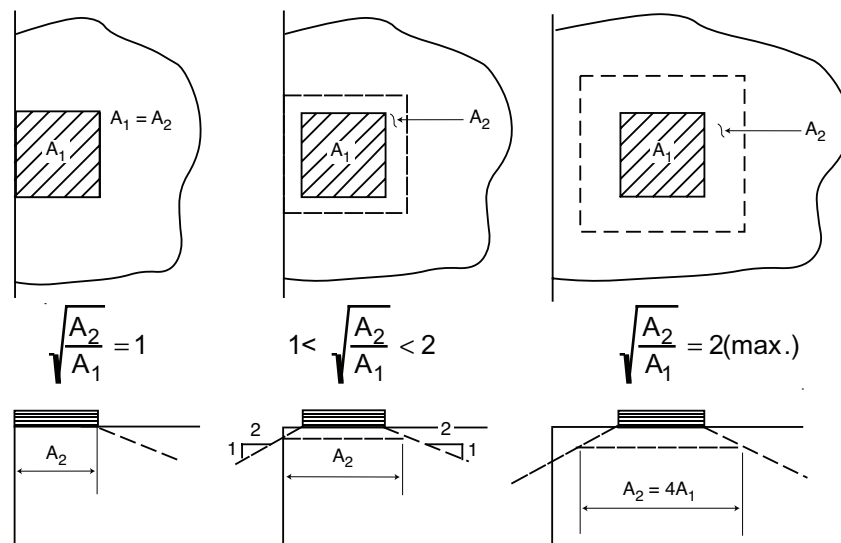 A₁ = A₂
A₁
A₂
A₁
A₂
A₁
√(A₂/A₁) = 1
1< √(A₂/A₁) < 2
√(A₂/A₁) = 2(max.)
A₂
2
1
2
1
A₂
A₂ = 4A₁